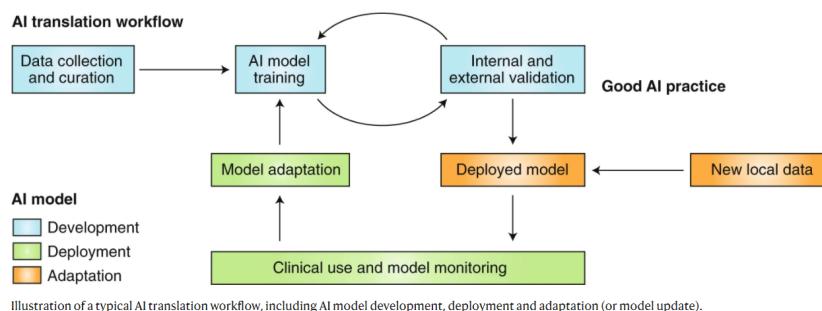 AI translation workflow
Data collection
and curation
AI model
training
Internal and
external validation
Good AI practice
Model adaptation
Deployed model
New local data
AI model
Development
Deployment
Adaptation
Clinical use and model monitoring
Illustration of a typical AI translation workflow, including AI model development, deployment and adaptation (or model update).